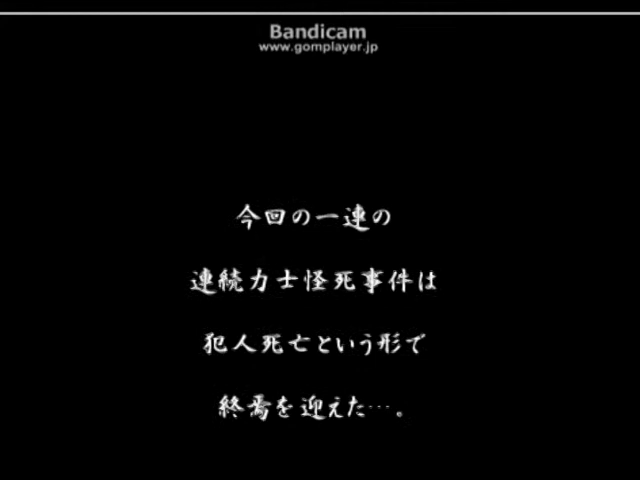 Bandicam
www.gomplayer.jp
今回の一連の
連続力士怪死事件は
犯人死亡という形で
終焉を迎えた…。